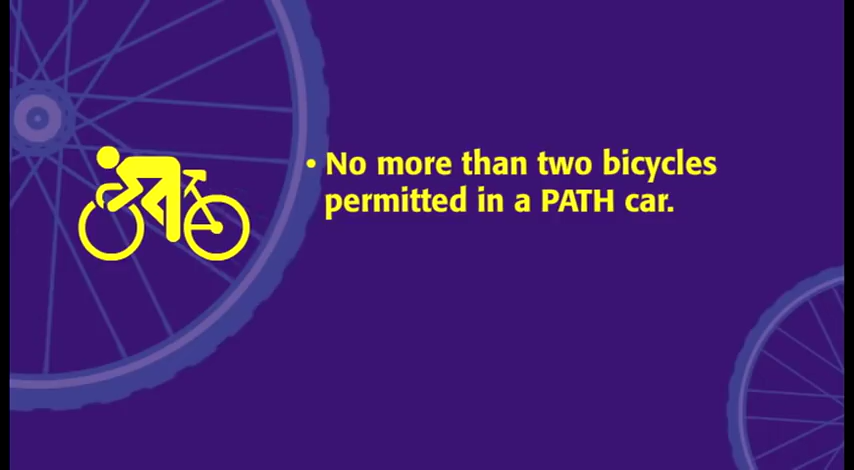 • No more than two bicycles
permitted in a PATH car.